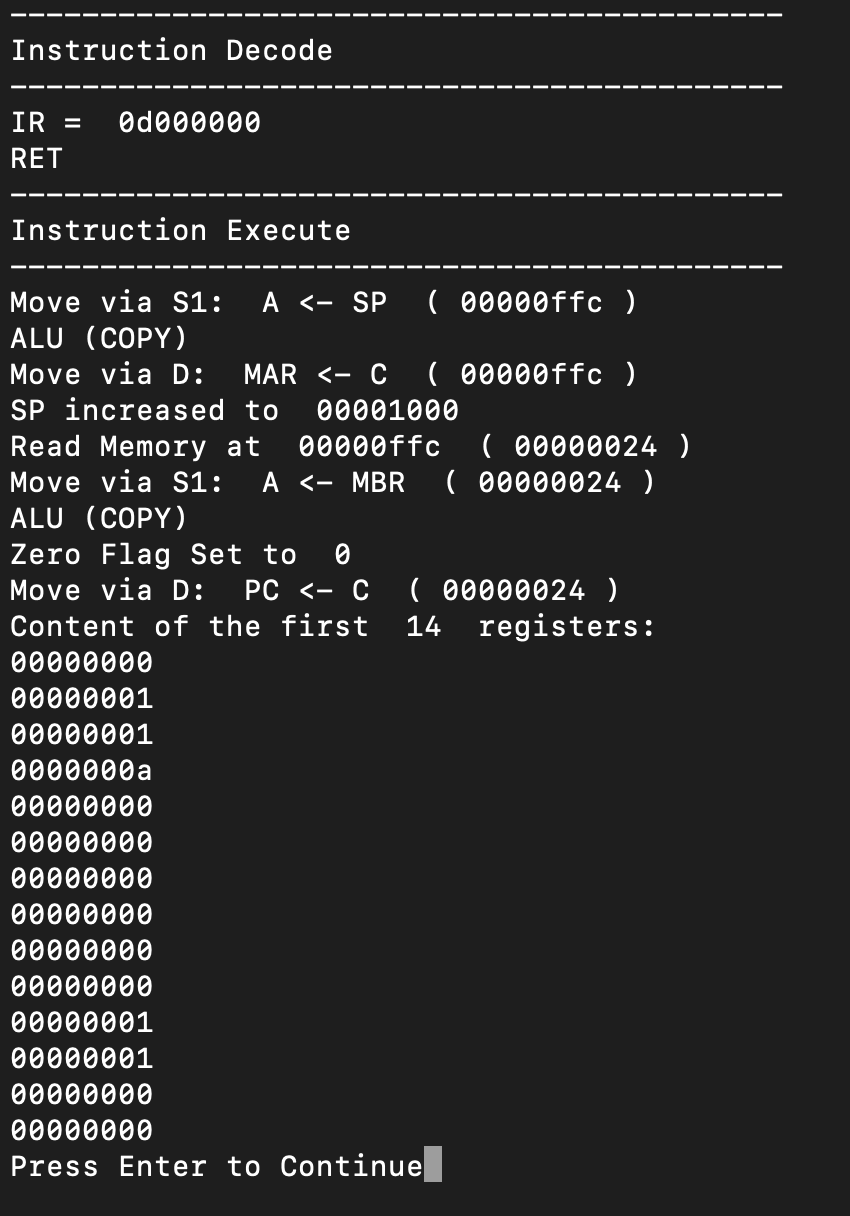 -------------------------------------------
Instruction Decode
-------------------------------------------
IR =  0d000000
RET
-------------------------------------------
Instruction Execute
-------------------------------------------
Move via S1:  A <- SP  ( 00000ffc )
ALU (COPY)
Move via D:  MAR <- C  ( 00000ffc )
SP increased to  00001000
Read Memory at  00000ffc  ( 00000024 )
Move via S1:  A <- MBR  ( 00000024 )
ALU (COPY)
Zero Flag Set to  0
Move via D:  PC <- C  ( 00000024 )
Content of the first  14  registers:
00000000
00000001
00000001
0000000a
00000000
00000000
00000000
00000000
00000000
00000000
00000001
00000001
00000000
00000000
Press Enter to Continue